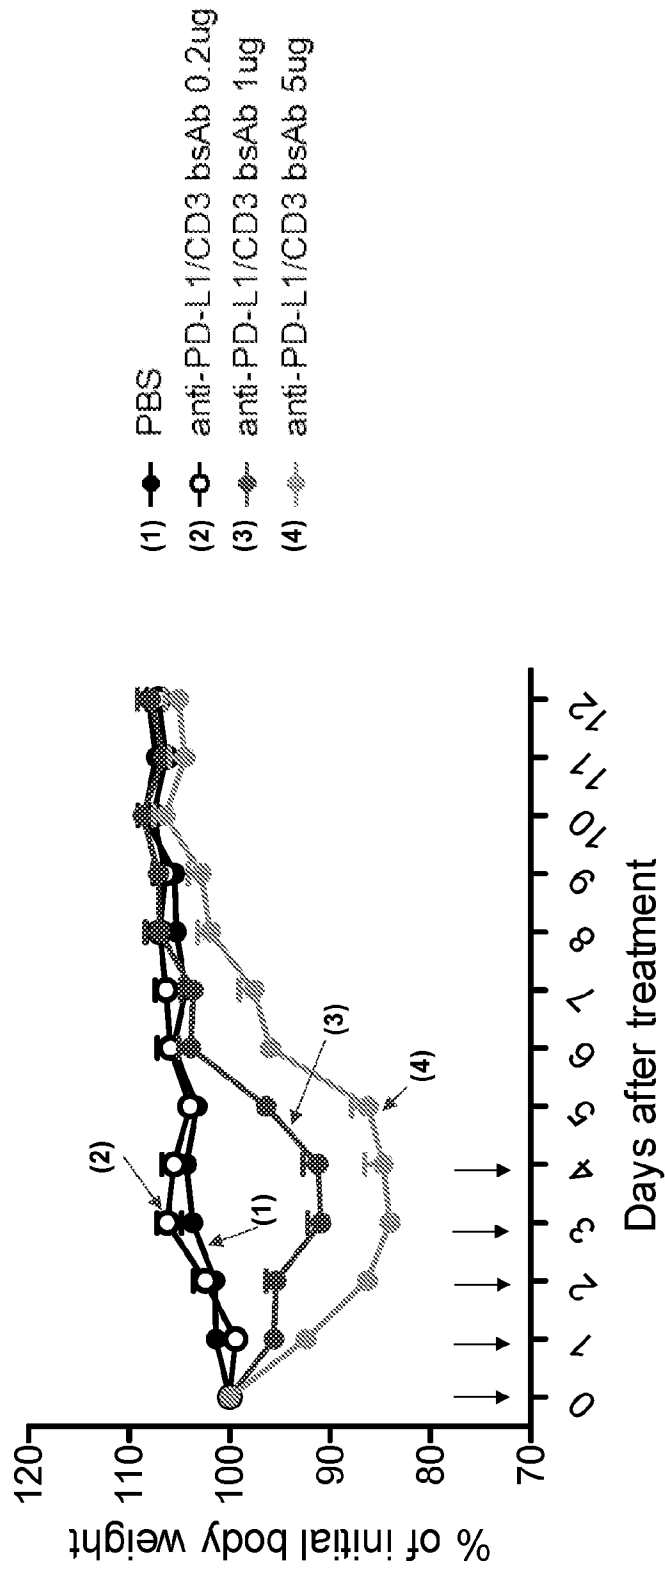 (1) PBS
(2) anti-PD-L1/CD3 bsAb 0.2ug
(3) anti-PD-L1/CD3 bsAb 1ug
(4) anti-PD-L1/CD3 bsAb 5ug
% of initial body weight
120
110
100
90
80
70
(2)
(1)
(3)
(4)
0 1 2 3 4 5 6 7 8 9 10 11 12
Days after treatment